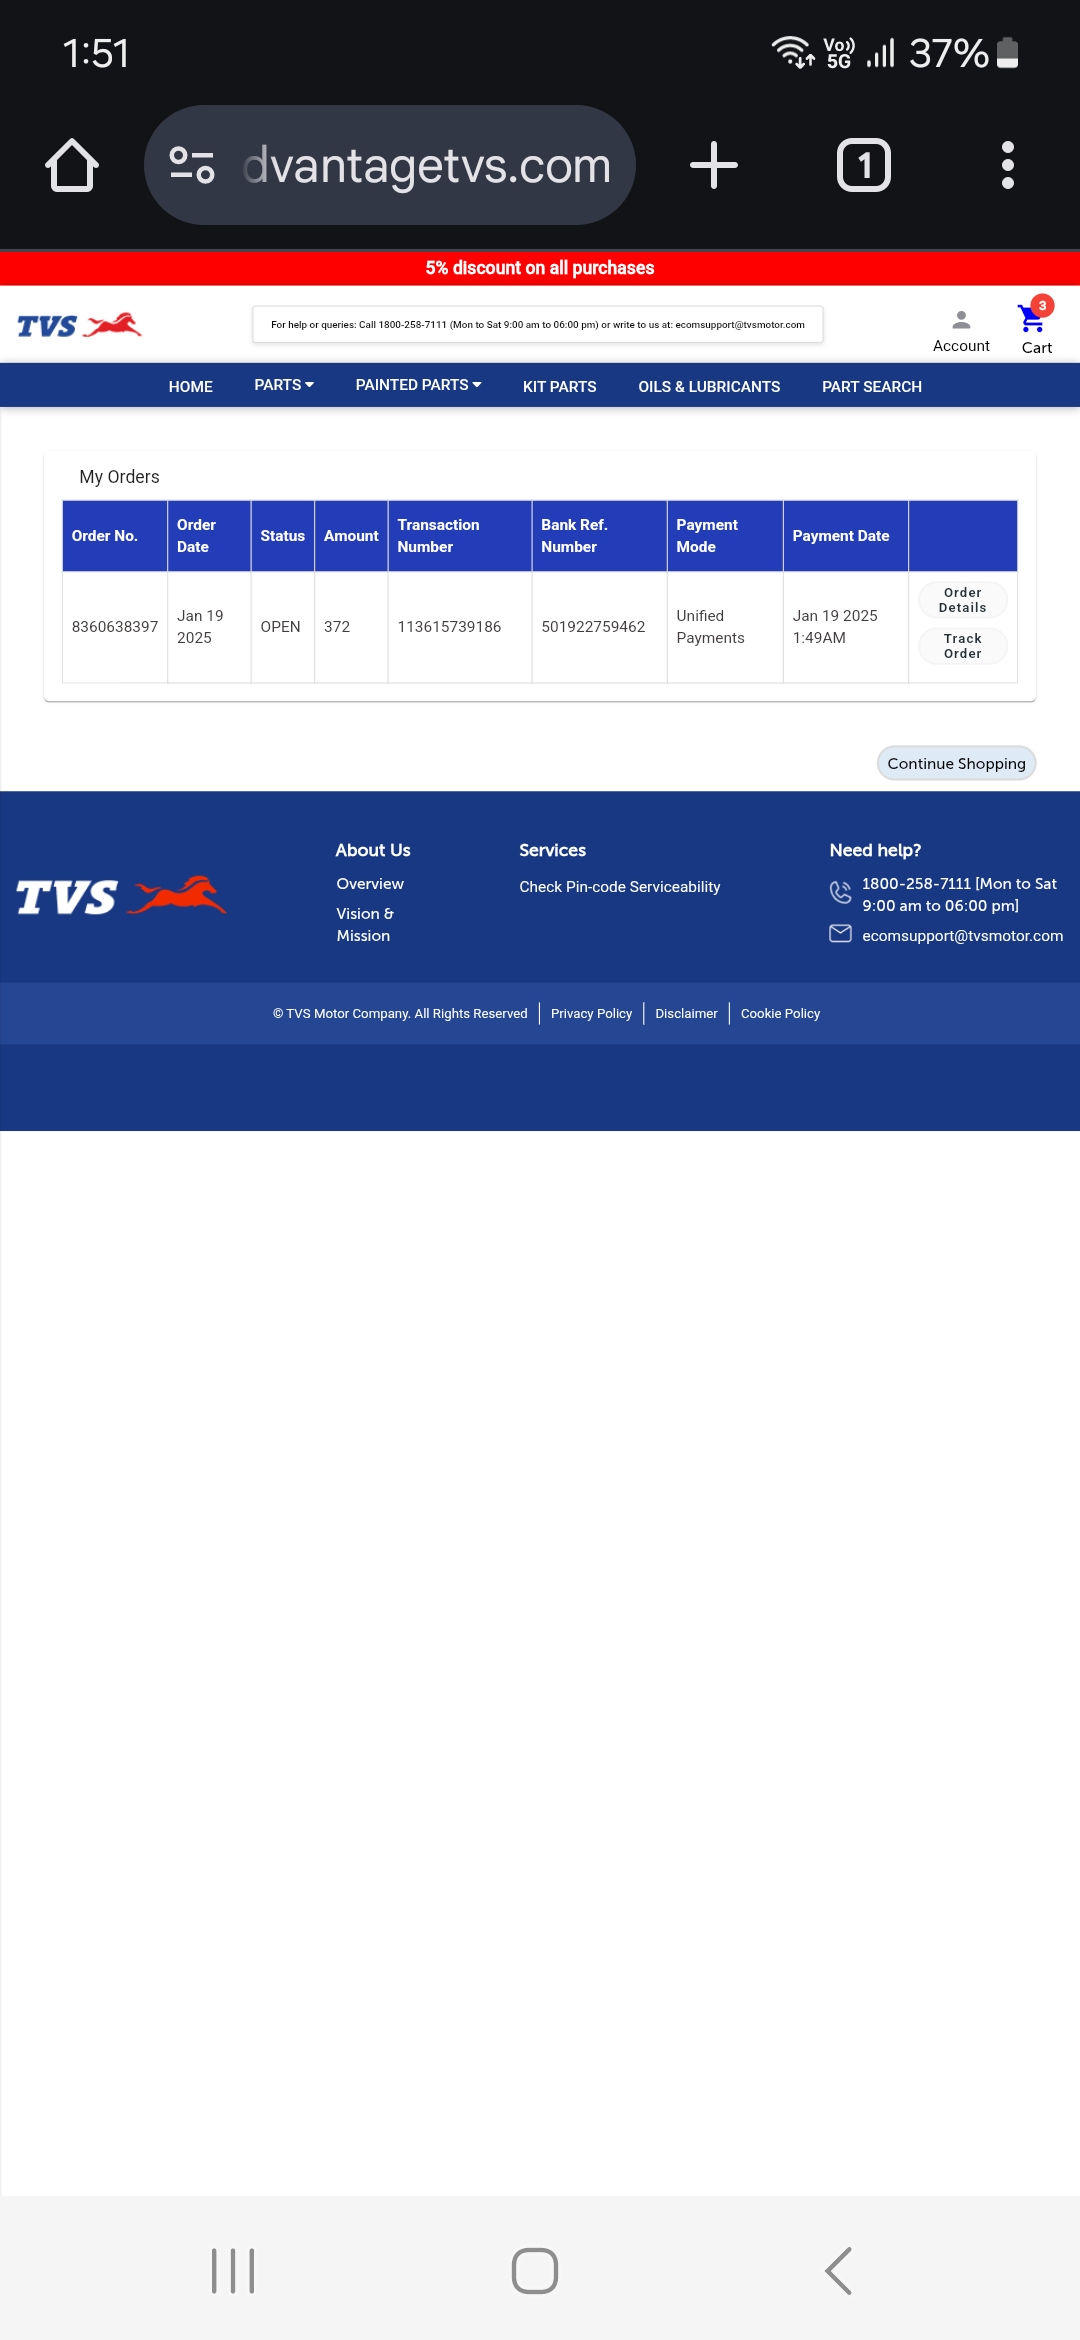 1:51
Vo)) 5G 37%
dvantagetvs.com
1
5% discount on all purchases
TVS
For help or queries: Call 1800-258-7111 (Mon to Sat 9:00 am to 06:00 pm) or write to us at: ecomsupport@tvsmotor.com
Account
3
Cart
HOME PARTS PAINTED PARTS KIT PARTS OILS & LUBRICANTS PART SEARCH
My Orders
Order No.
Order
Date
Status
Amount
Transaction
Number
Bank Ref.
Number
Payment
Mode
Payment Date
8360638397
Jan 19
2025
OPEN
372
113615739186
501922759462
Unified
Payments
Jan 19 2025
1:49AM
Order
Details
Track
Order
Continue Shopping
TVS
About Us
Overview
Vision &
Mission
Services
Check Pin-code Serviceability
Need help?
1800-258-7111 [Mon to Sat
9:00 am to 06:00 pm]
ecomsupport@tvsmotor.com
© TVS Motor Company. All Rights Reserved
Privacy Policy
Disclaimer
Cookie Policy